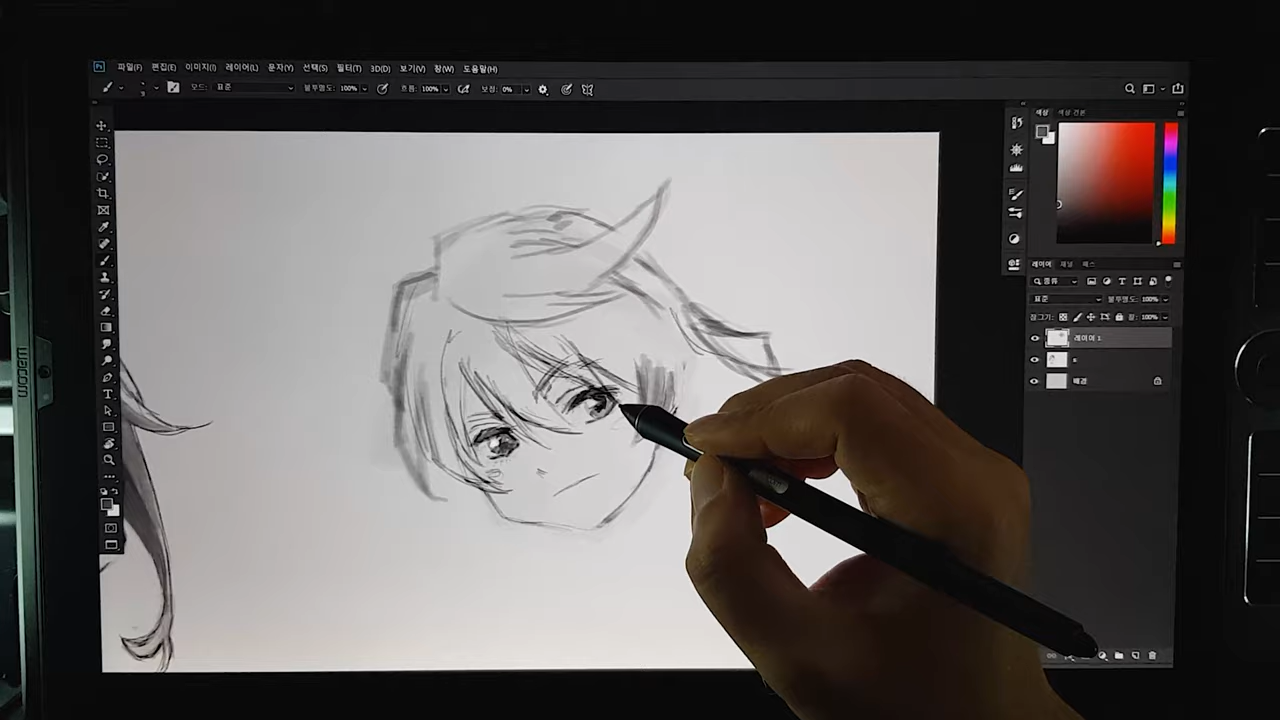 Ps 파일(F) 편집(E) 이미지(I) 레이어(L) 문자(Y) 선택(S) 필터(T) 3D(D) 보기(V) 창(W) 도움말(H)
모드: 표준 불투명도: 100% 흐름: 100% 보정: 0%
색상 색상 견본
레이어 채널 패스
종류
표준 불투명도: 100%
잠그기: 칠: 100%
레이어 1
배경
wacom